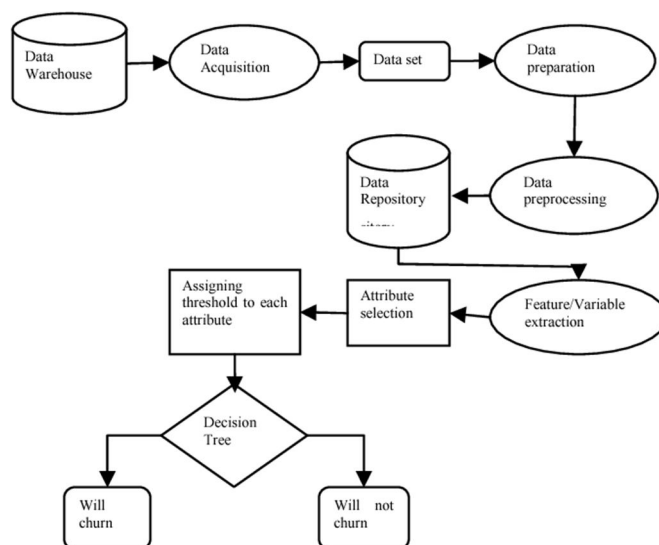 Data
Warehouse
Data
Acquisition
Data set
Data
preparation
Data
Repository
Data
preprocessing
Assigning
threshold to each
attribute
Attribute
selection
Feature/Variable
extraction
Decision
Tree
Will
churn
Will not
churn